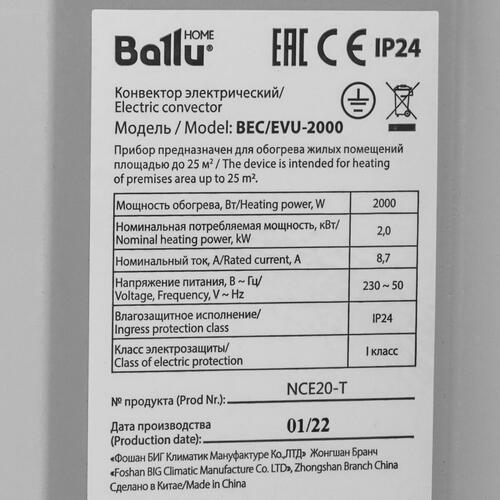 HOME
Ballu®
EAC CE IP24
Конвектор электрический/
Electric convector
Модель / Model: BEC/EVU-2000
Прибор предназначен для обогрева жилых помещений
площадью до 25 м² / The device is intended for heating
of premises area up to 25 m².
Мощность обогрева, Вт/Heating power, W 2000
Номинальная потребляемая мощность, кВт/
Nominal heating power, kW 2,0
Номинальный ток, А/Rated current, A 8,7
Напряжение питания, В ~ Гц/
Voltage, Frequency, V ~ Hz 230 ~ 50
Влагозащитное исполнение/
Ingress protection class IP24
Класс электрозащиты/
Class of electric protection I класс
№ продукта (Prod Nr.) NCE20-T
Дата производства
(Production date): 01/22
«Фошан БИГ Климатик Мануфактуре Ко,ЛТД» Жонгшан Бранч
«Foshan BIG Climatic Manufacture Co. LTD», Zhongshan Branch China
Сделано в Китае/Made in China